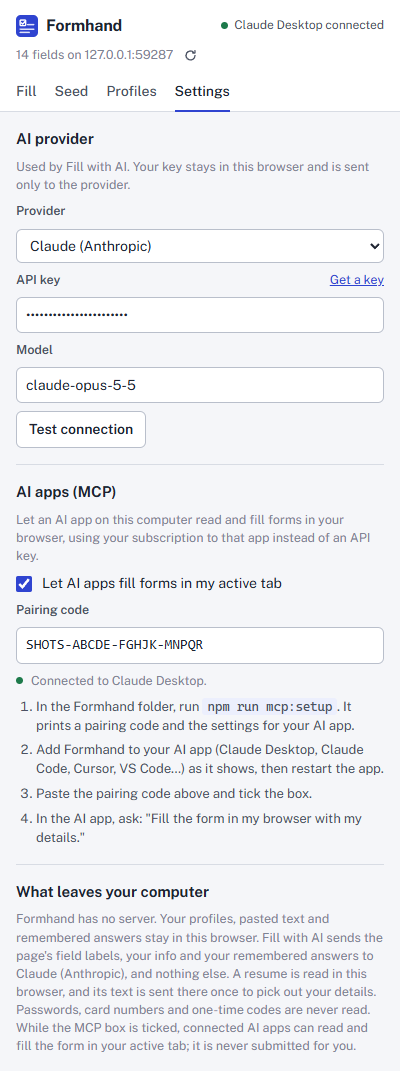 Formhand
Claude Desktop connected
14 fields on 127.0.0.1:59287
Fill Seed Profiles Settings
AI provider
Used by Fill with AI. Your key stays in this browser and is sent
only to the provider.
Provider
Claude (Anthropic)
API key Get a key
•••••••••••••••••••••••
Model
claude-opus-5-5
Test connection
AI apps (MCP)
Let an AI app on this computer read and fill forms in your
browser, using your subscription to that app instead of an API
key.
Let AI apps fill forms in my active tab
Pairing code
SHOTS-ABCDE-FGHJK-MNPQR
Connected to Claude Desktop.
1. In the Formhand folder, run npm run mcp:setup. It
prints a pairing code and the settings for your AI app.
2. Add Formhand to your AI app (Claude Desktop, Claude
Code, Cursor, VS Code...) as it shows, then restart the app.
3. Paste the pairing code above and tick the box.
4. In the AI app, ask: "Fill the form in my browser with my
details."
What leaves your computer
Formhand has no server. Your profiles, pasted text and
remembered answers stay in this browser. Fill with AI sends the
page's field labels, your info and your remembered answers to
Claude (Anthropic), and nothing else. A resume is read in this
browser, and its text is sent there once to pick out your details.
Passwords, card numbers and one-time codes are never read.
While the MCP box is ticked, connected AI apps can read and
fill the form in your active tab; it is never submitted for you.